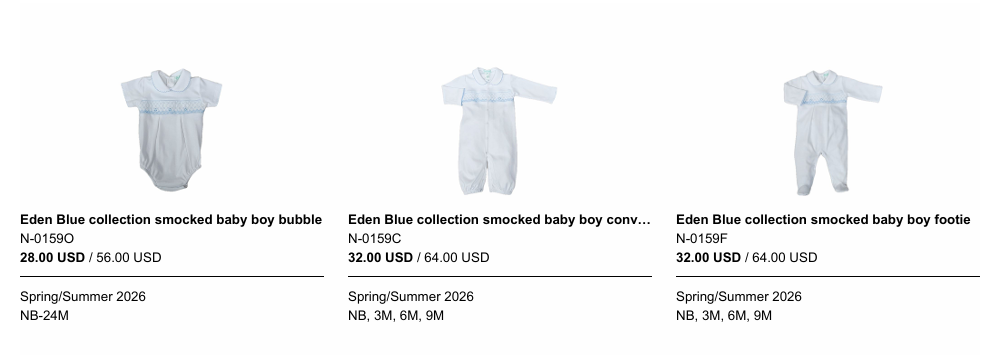 Eden Blue collection smocked baby boy bubble
N-0159O
28.00 USD / 56.00 USD
Spring/Summer 2026
NB-24M
Eden Blue collection smocked baby boy conv...
N-0159C
32.00 USD / 64.00 USD
Spring/Summer 2026
NB, 3M, 6M, 9M
Eden Blue collection smocked baby boy footie
N-0159F
32.00 USD / 64.00 USD
Spring/Summer 2026
NB, 3M, 6M, 9M